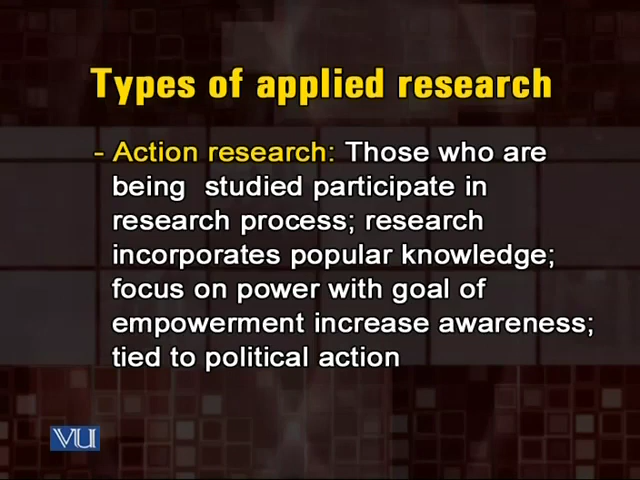 Types of applied research
- Action research: Those who are
being studied participate in
research process; research
incorporates popular knowledge;
focus on power with goal of
empowerment increase awareness;
tied to political action
VU